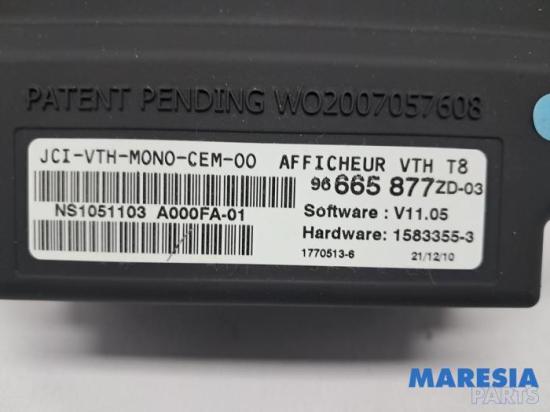 PATENT PENDING WO2007057608
JCI-VTH-MONO-CEM-00 AFFICHEUR VTH T8
96 665 877ZD-03
NS1051103 A000FA-01
Software : V11.05
Hardware: 1583355-3
1770513-6 21/12/10
MARESIA
PARTS